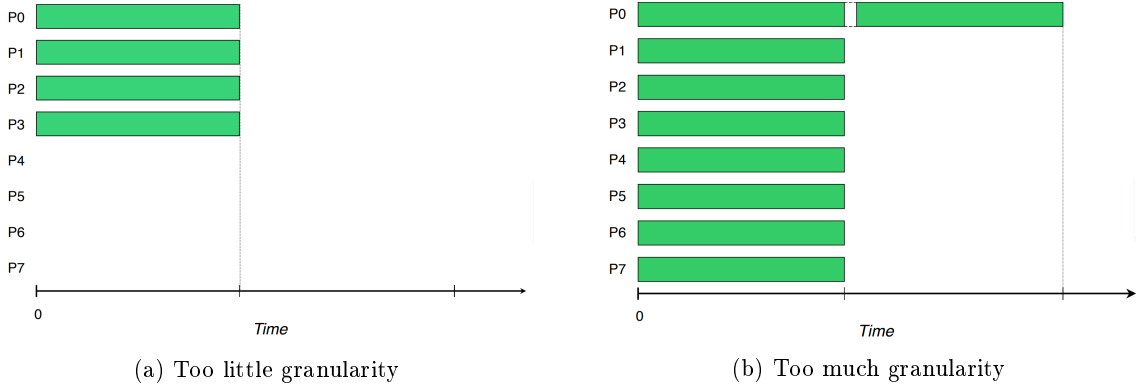 P0
P1
P2
P3
P4
P5
P6
P7
0
Time
(a) Too little granularity
P0
P1
P2
P3
P4
P5
P6
P7
0
Time
(b) Too much granularity